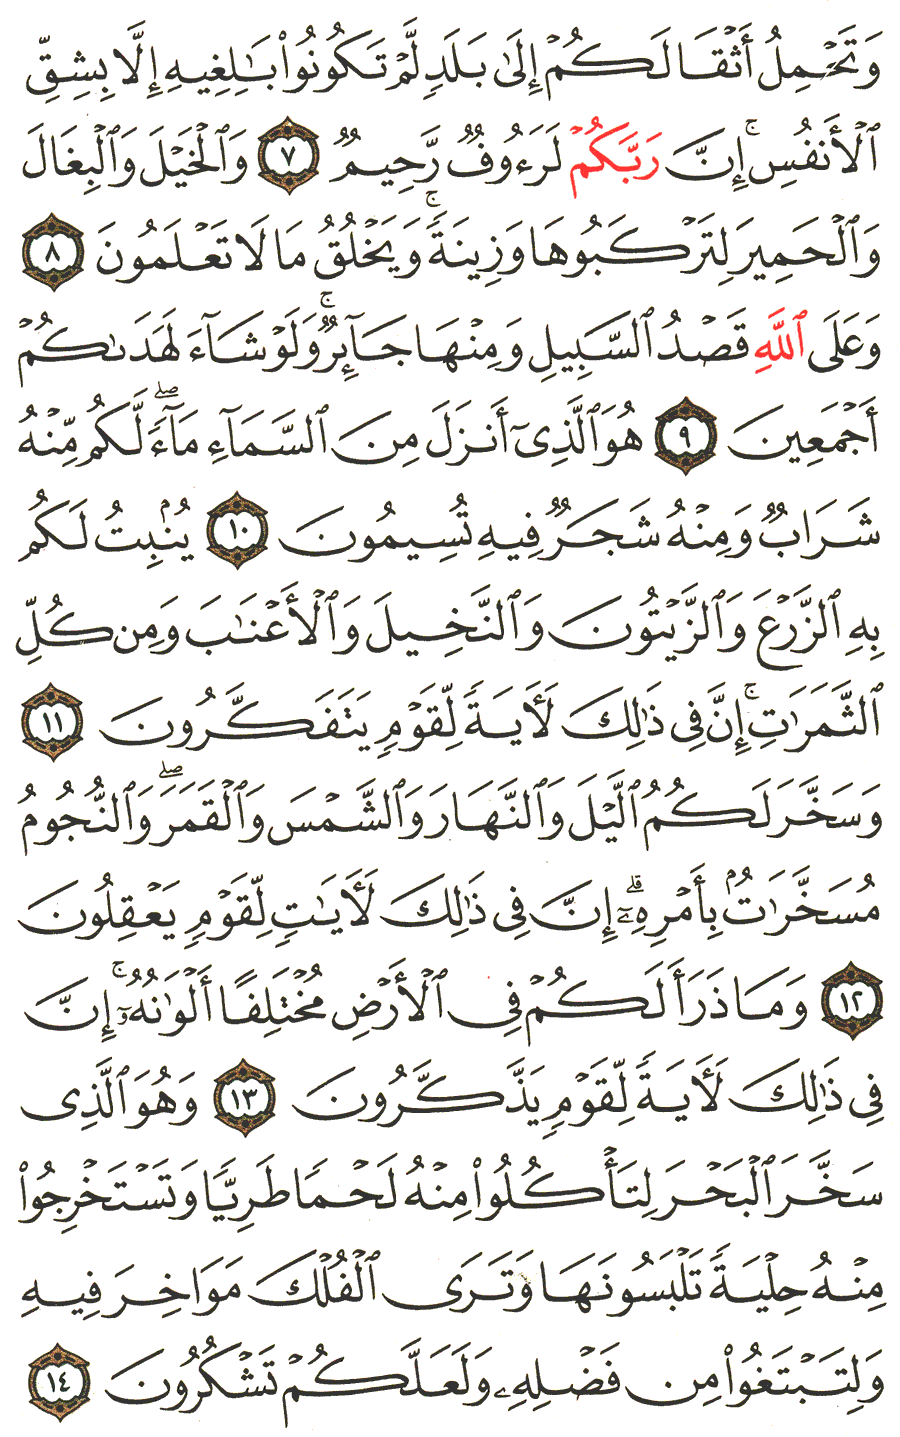 وَتَحْمِلُ أَثْقَالَكُمْ إِلَىٰ بَلَدٍ لَّمْ تَكُونُوا۟ بَـٰلِغِيهِ إِلَّا بِشِقِّ
ٱلْأَنفُسِ ۚ إِنَّ رَبَّكُمْ لَرَءُوفٌ رَّحِيمٌ ٧ وَٱلْخَيْلَ وَٱلْبِغَالَ
وَٱلْحَمِيرَ لِتَرْكَبُوهَا وَزِينَةً ۚ وَيَخْلُقُ مَا لَا تَعْلَمُونَ ٨
وَعَلَى ٱللَّهِ قَصْدُ ٱلسَّبِيلِ وَمِنْهَا جَآئِرٌ ۚ وَلَوْ شَآءَ لَهَدَىٰكُمْ
أَجْمَعِينَ ٩ هُوَ ٱلَّذِىٓ أَنزَلَ مِنَ ٱلسَّمَآءِ مَآءً ۖ لَّكُم مِّنْهُ
شَرَابٌ وَمِنْهُ شَجَرٌ فِيهِ تُسِيمُونَ ١٠ يُنۢبِتُ لَكُم
بِهِ ٱلزَّرْعَ وَٱلزَّيْتُونَ وَٱلنَّخِيلَ وَٱلْأَعْنَـٰبَ وَمِن كُلِّ
ٱلثَّمَرَٰتِ ۗ إِنَّ فِى ذَٰلِكَ لَـَٔايَةً لِّقَوْمٍ يَتَفَكَّرُونَ ١١
وَسَخَّرَ لَكُمُ ٱلَّيْلَ وَٱلنَّهَارَ وَٱلشَّمْسَ وَٱلْقَمَرَ ۖ وَٱلنُّجُومُ
مُسَخَّرَٰتٌۢ بِأَمْرِهِۦٓ ۗ إِنَّ فِى ذَٰلِكَ لَـَٔايَـٰتٍ لِّقَوْمٍ يَعْقِلُونَ
١٢ وَمَا ذَرَأَ لَكُمْ فِى ٱلْأَرْضِ مُخْتَلِفًا أَلْوَٰنُهُۥٓ ۚ إِنَّ
فِى ذَٰلِكَ لَـَٔايَةً لِّقَوْمٍ يَذَّكَّرُونَ ١٣ وَهُوَ ٱلَّذِى
سَخَّرَ ٱلْبَحْرَ لِتَأْكُلُوا۟ مِنْهُ لَحْمًا طَرِيًّا وَتَسْتَخْرِجُوا۟
مِنْهُ حِلْيَةً تَلْبَسُونَهَا وَتَرَى ٱلْفُلْكَ مَوَاخِرَ فِيهِ
وَلِتَبْتَغُوا۟ مِن فَضْلِهِۦ وَلَعَلَّكُمْ تَشْكُرُونَ ١٤